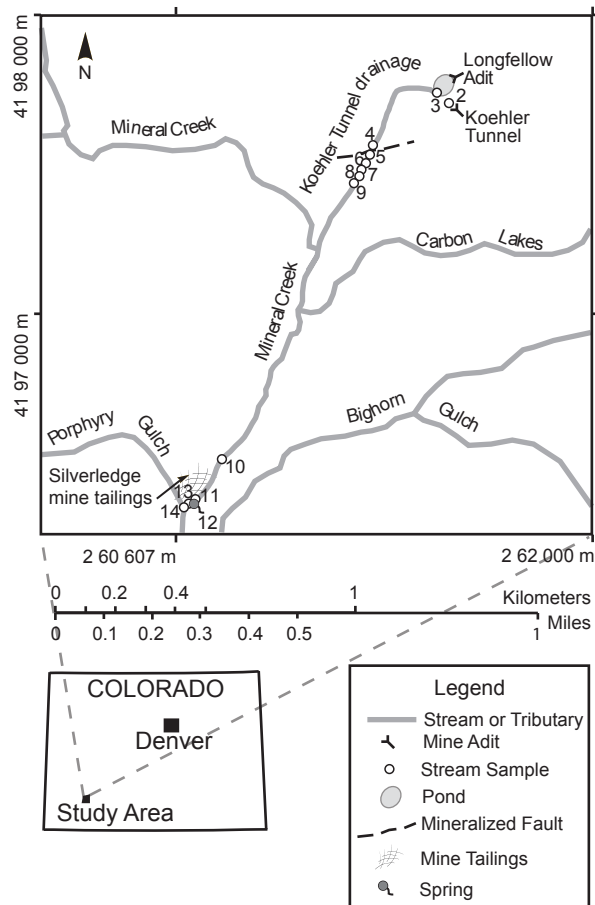 41 98 000 m
N
Longfellow
Adit
Koehler Tunnel drainage
3
2
Koehler
Tunnel
Mineral Creek
4
6
5
8
7
9
Carbon Lakes
Mineral Creek
41 97 000 m
Bighorn Gulch
Porphyry Gulch
10
Silverledge
mine tailings
13
11
14
12
2 60 607 m
2 62 000 m
0 0.2 0.4 1 Kilometers
0 0.1 0.2 0.3 0.4 0.5 1 Miles
COLORADO
Denver
Study Area
Legend
Stream or Tributary
Mine Adit
Stream Sample
Pond
Mineralized Fault
Mine Tailings
Spring